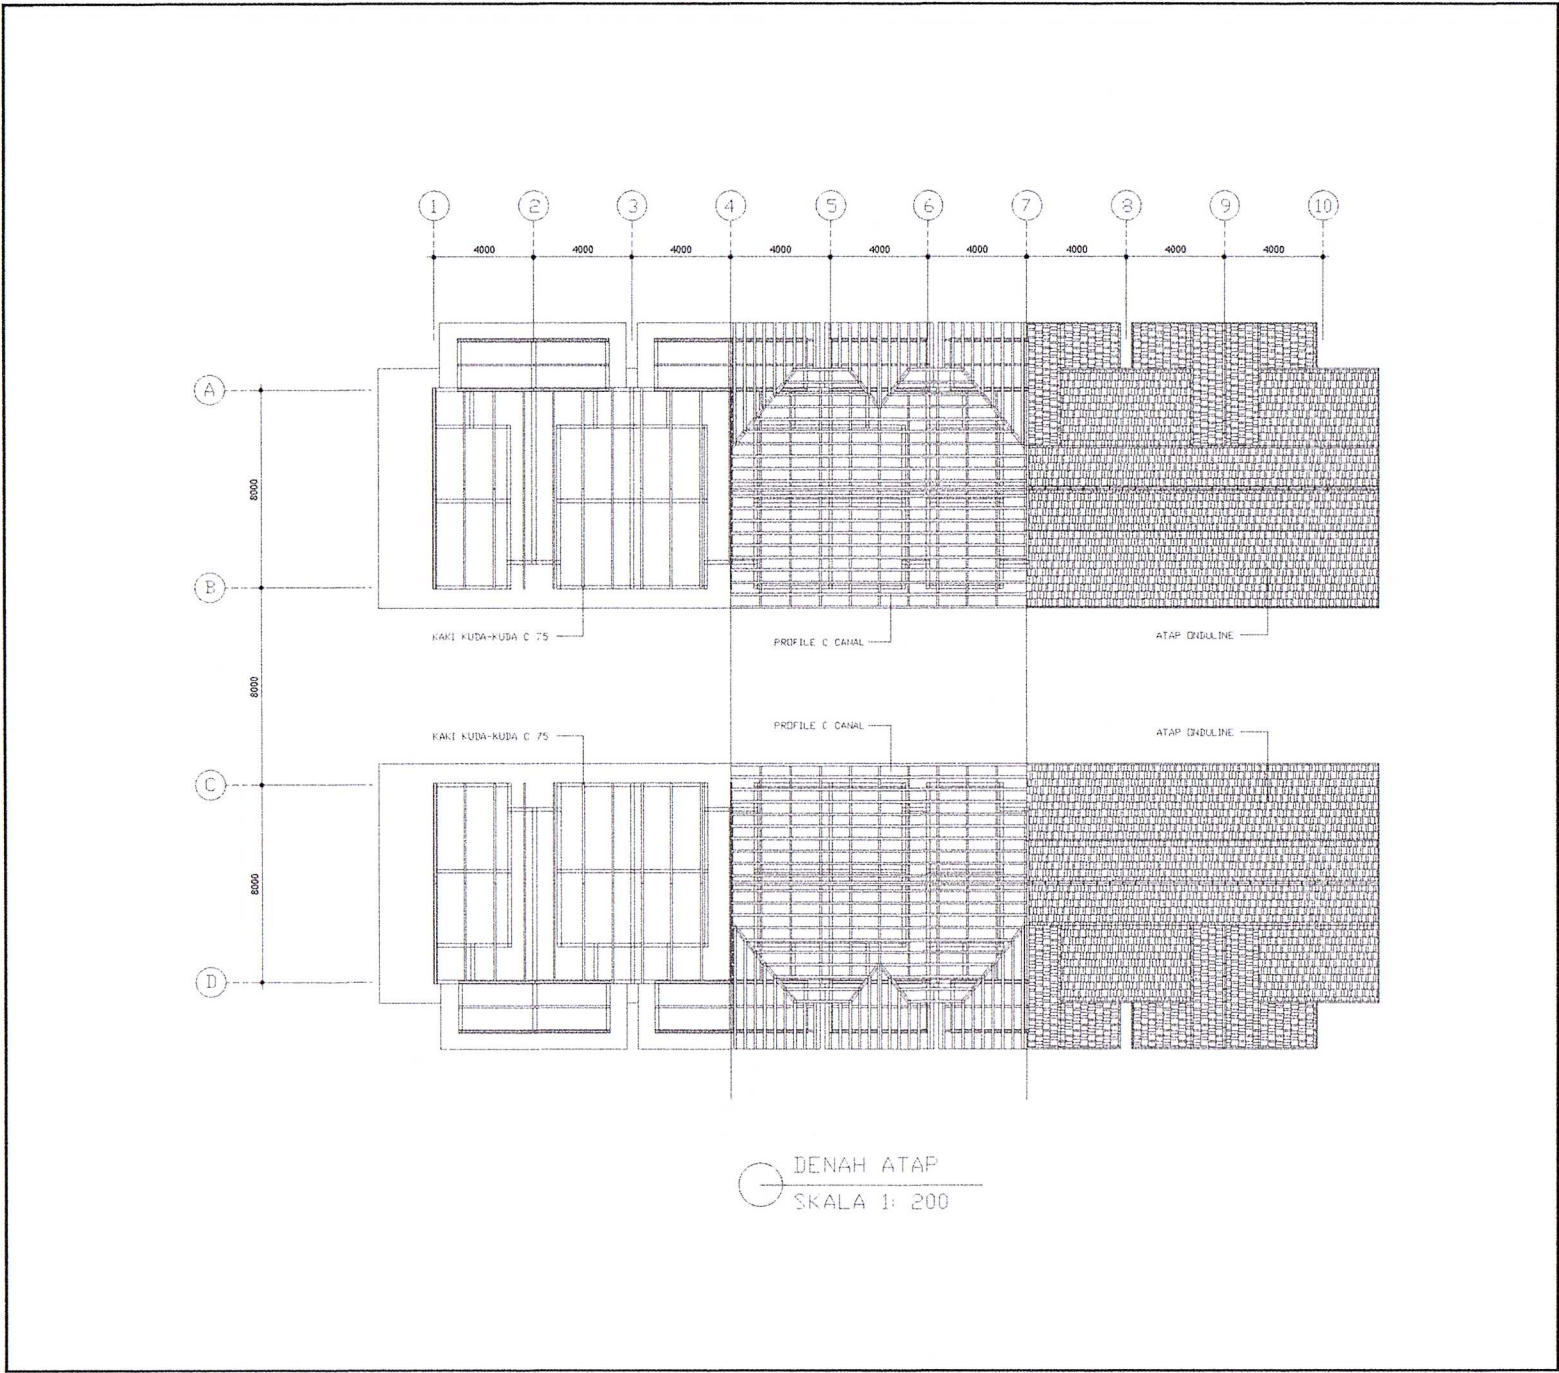 1 2 3 4 5 6 7 8 9 10
4000 4000 4000 4000 4000 4000 4000 4000 4000
A
8000
B
KAKI KUDA-KUDA C 75
PROFILE C CANAL
ATAP ONDULINE
8000
KAKI KUDA-KUDA C 75
PROFILE C CANAL
ATAP ONDULINE
C
8000
D
DENAH ATAP
SKALA 1: 200